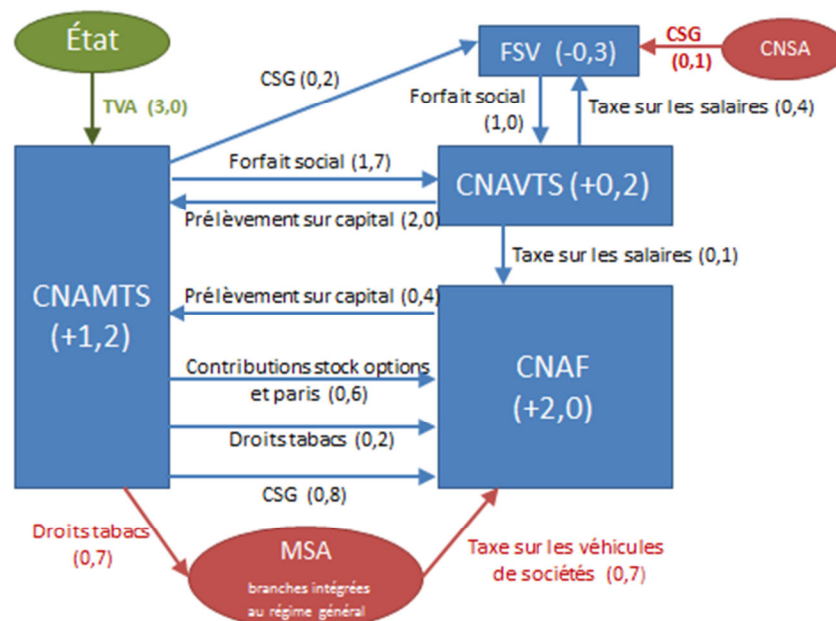 État
TVA (3,0)
CSG (0,2)
FSV (-0,3)
CSG
(0,1)
CNSA
Forfait social
(1,0)
Taxe sur les salaires (0,4)
Forfait social (1,7)
CNAVTS (+0,2)
Prélèvement sur capital (2,0)
Taxe sur les salaires (0,1)
CNAMTS
(+1,2)
Prélèvement sur capital (0,4)
Contributions stock options
et paris (0,6)
CNAF
(+2,0)
Droits tabacs (0,2)
CSG (0,8)
Droits tabacs
(0,7)
MSA
branches intégrées
au régime général
Taxe sur les véhicules
de sociétés (0,7)